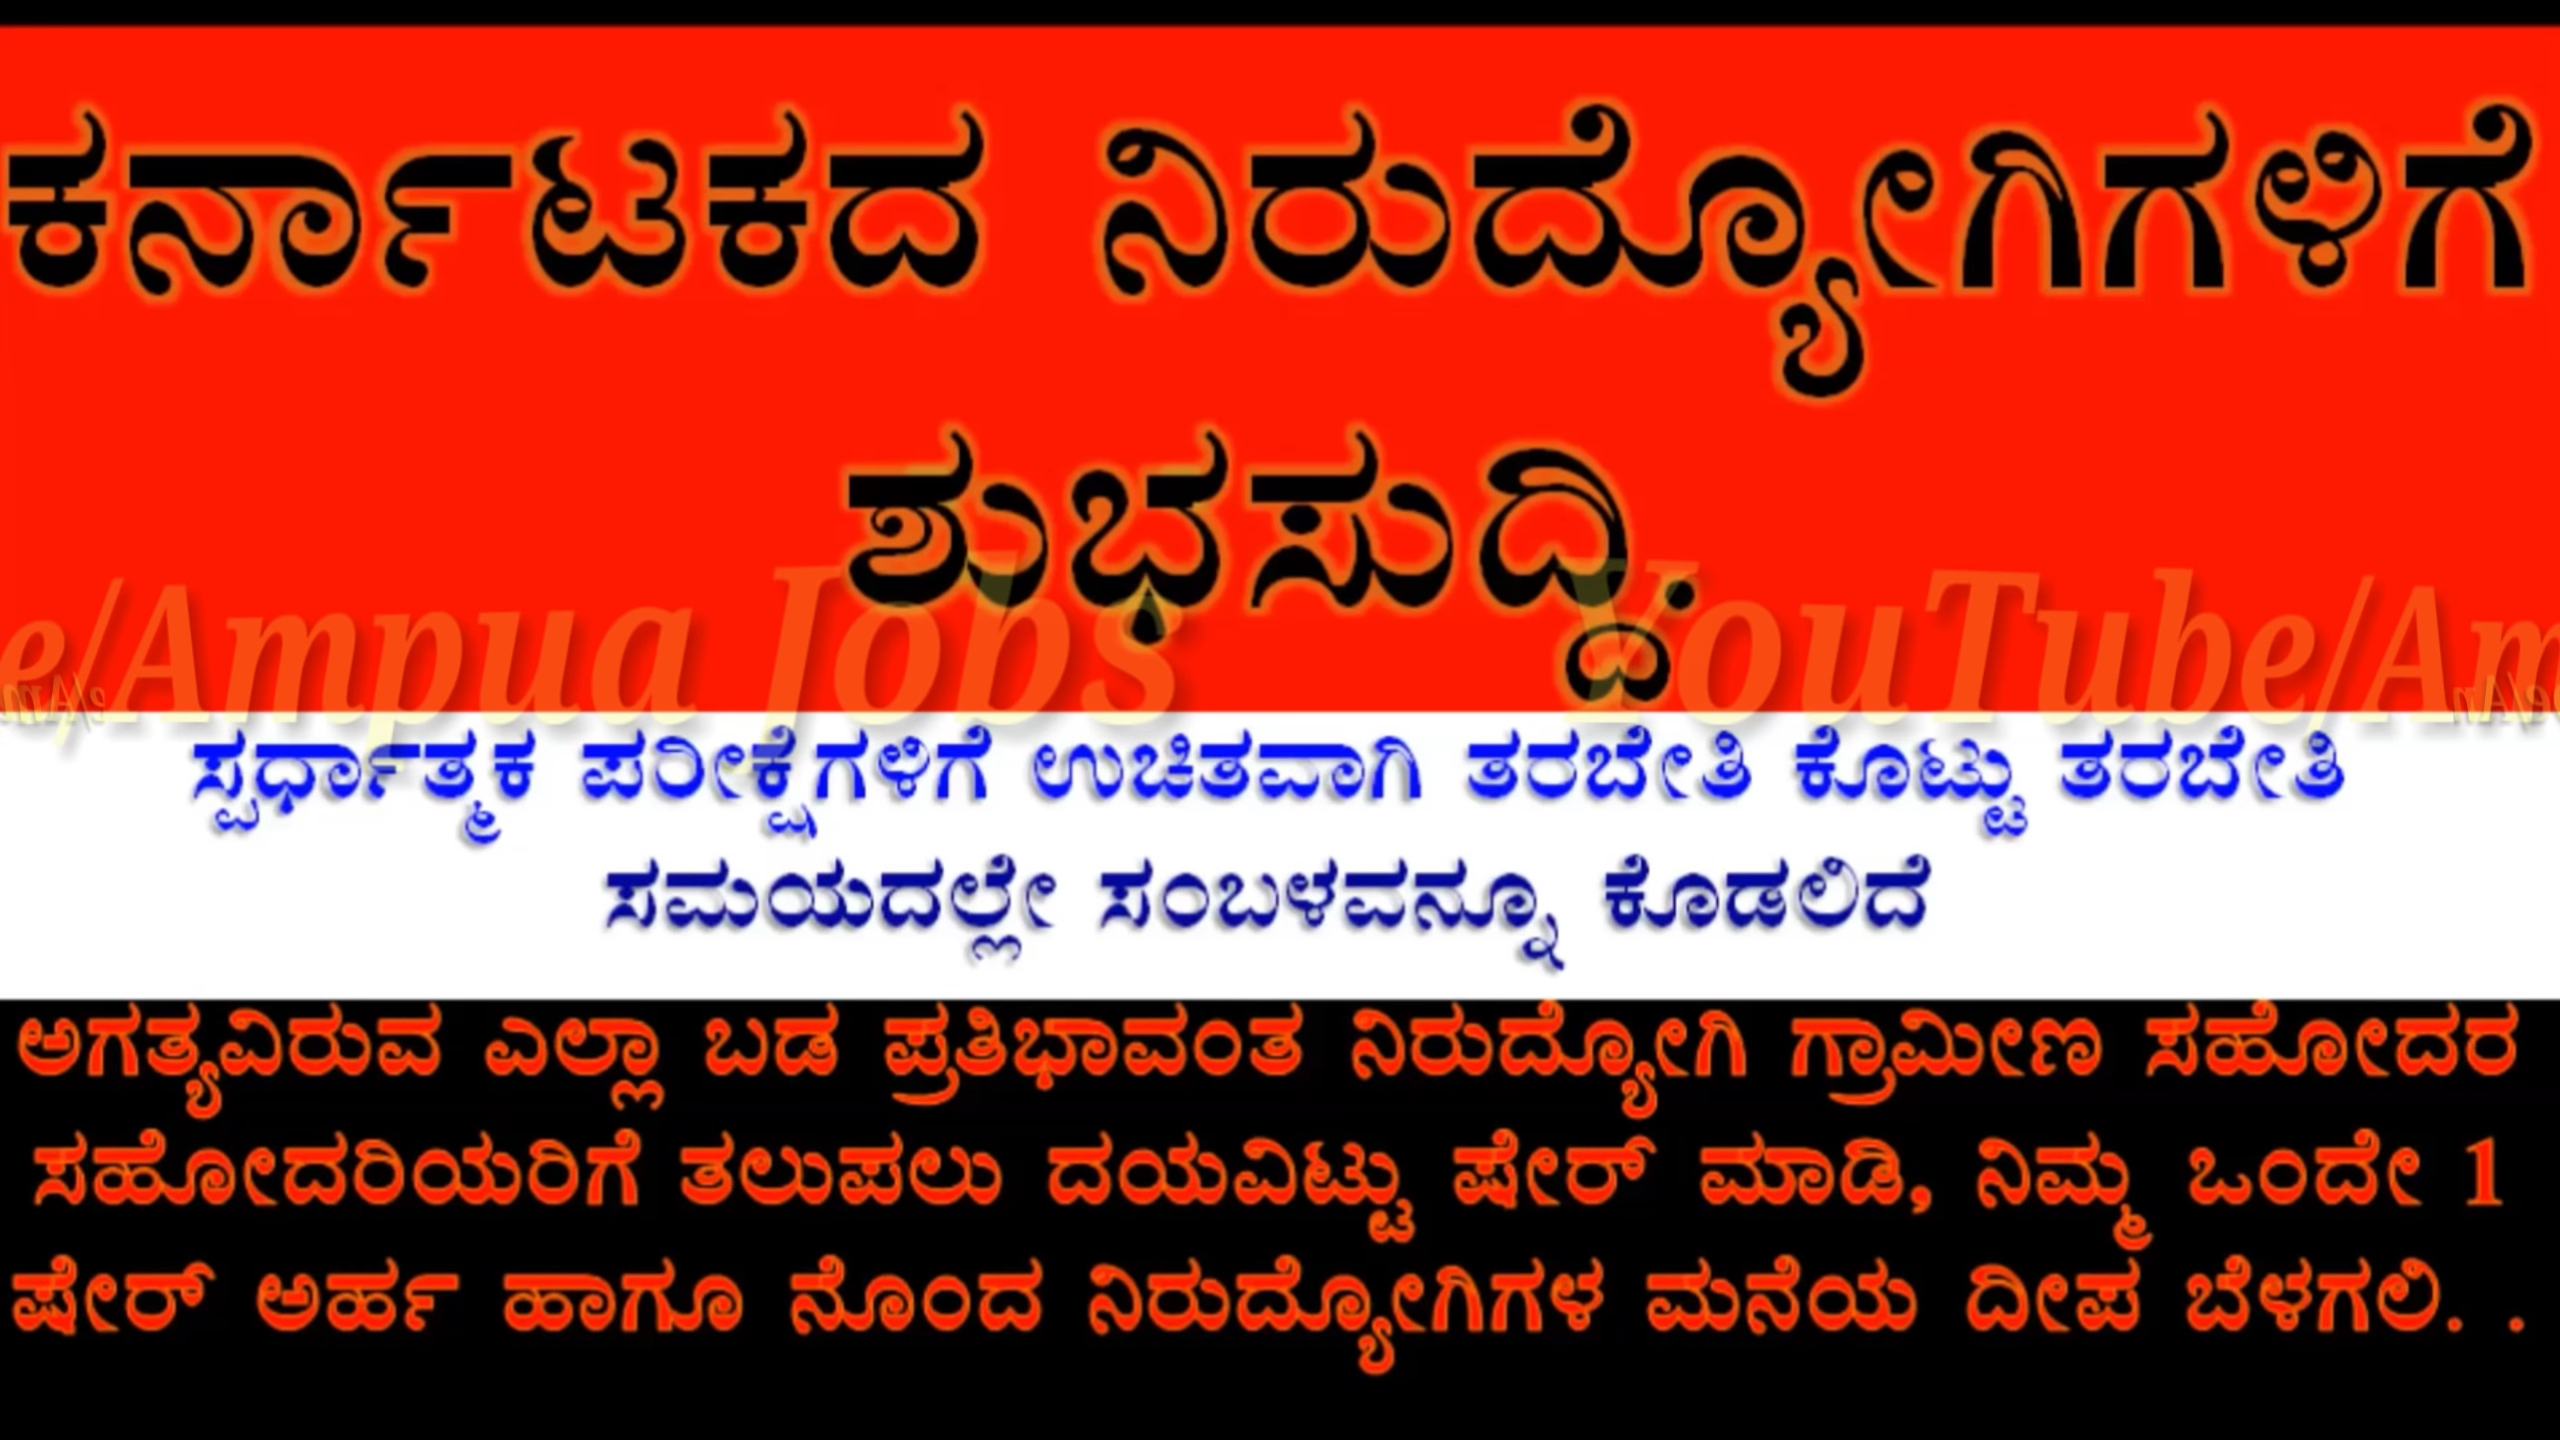 ಕರ್ನಾಟಕದ ನಿರುದ್ಯೋಗಿಗಳಿಗೆ
ಶುಭಸುದ್ದಿ.
e/Ampua Jobs YouTube/Am
ಸ್ಪರ್ಧಾತ್ಮಕ ಪರೀಕ್ಷೆಗಳಿಗೆ ಉಚಿತವಾಗಿ ತರಬೇತಿ ಕೊಟ್ಟು ತರಬೇತಿ
ಸಮಯದಲ್ಲೇ ಸಂಬಳವನ್ನೂ ಕೊಡಲಿದೆ
ಅಗತ್ಯವಿರುವ ಎಲ್ಲಾ ಬಡ ಪ್ರತಿಭಾವಂತ ನಿರುದ್ಯೋಗಿ ಗ್ರಾಮೀಣ ಸಹೋದರ
ಸಹೋದರಿಯರಿಗೆ ತಲುಪಲು ದಯವಿಟ್ಟು ಷೇರ್ ಮಾಡಿ, ನಿಮ್ಮ ಒಂದೇ 1
ಷೇರ್ ಅರ್ಹ ಹಾಗೂ ನೊಂದ ನಿರುದ್ಯೋಗಿಗಳ ಮನೆಯ ದೀಪ ಬೆಳಗಲಿ. .